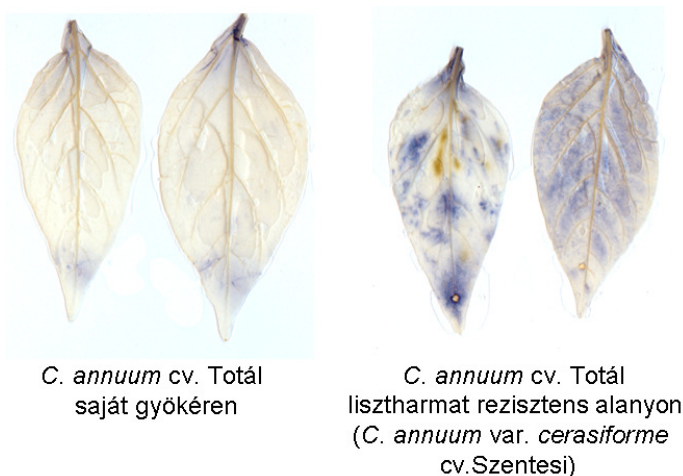 C. annuum cv. Totál
saját gyökéren
C. annuum cv. Totál
lisztharmat rezisztens alanyon
(C. annuum var. cerasiforme
cv.Szentesi)